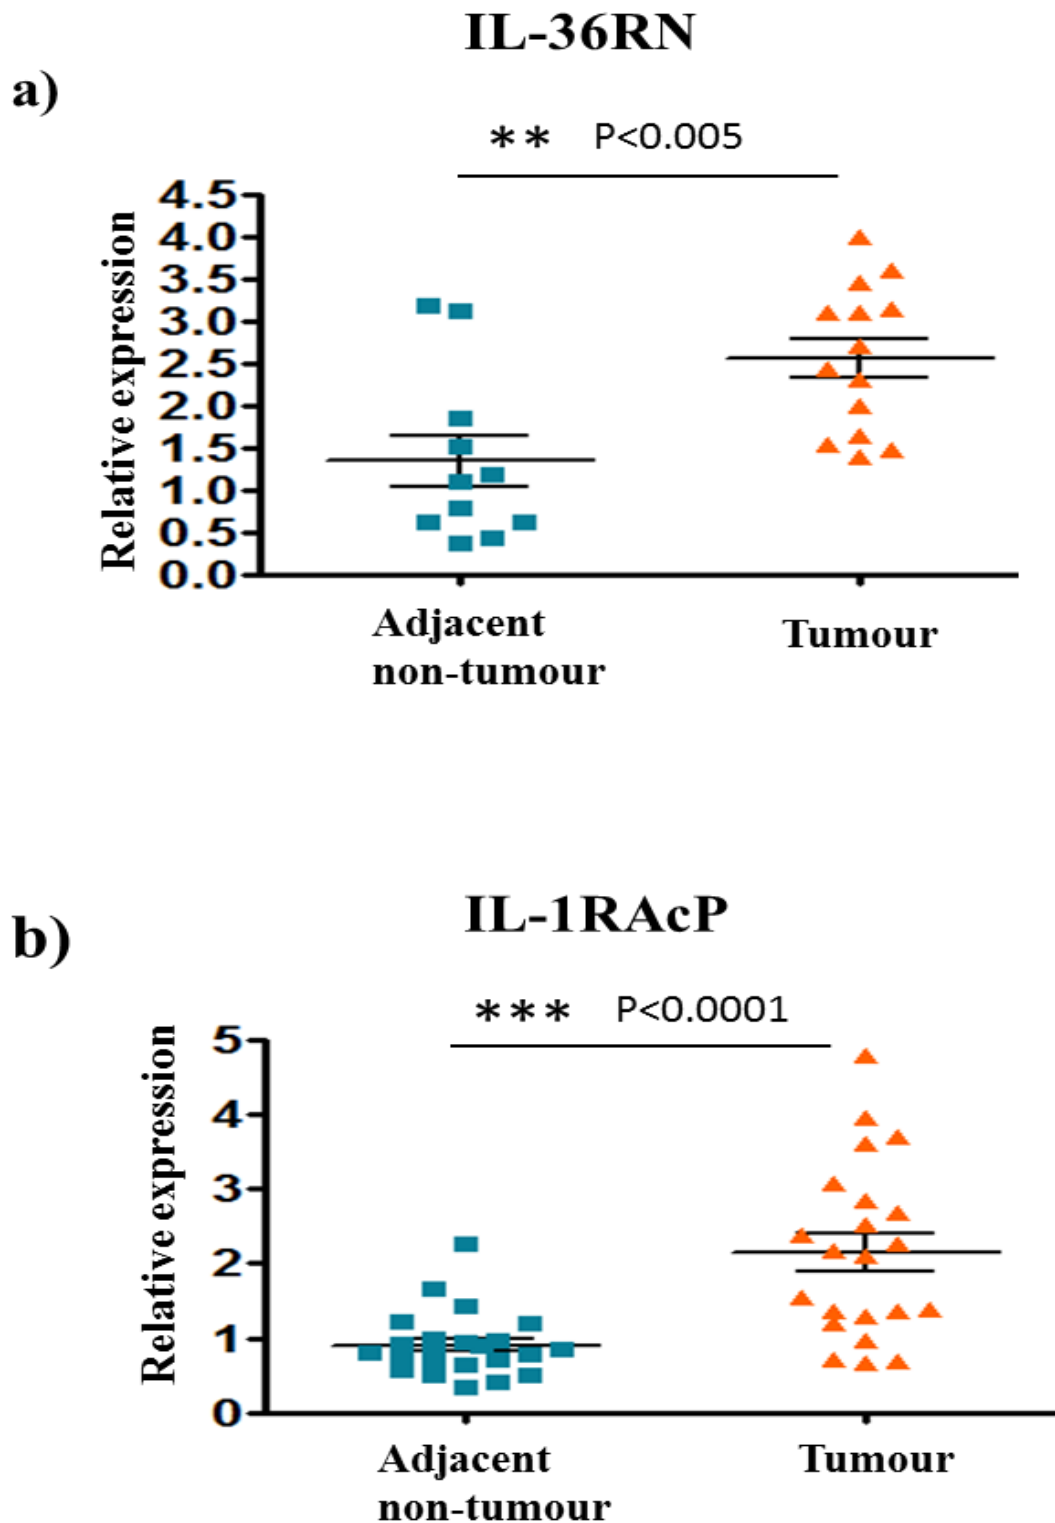 IL-36RN
a)
** P<0.005
Relative expression
4.5
4.0
3.5
3.0
2.5
2.0
1.5
1.0
0.5
0.0
Adjacent
non-tumour
Tumour
IL-1RAcP
b)
*** P<0.0001
Relative expression
5
4
3
2
1
0
Adjacent
non-tumour
Tumour